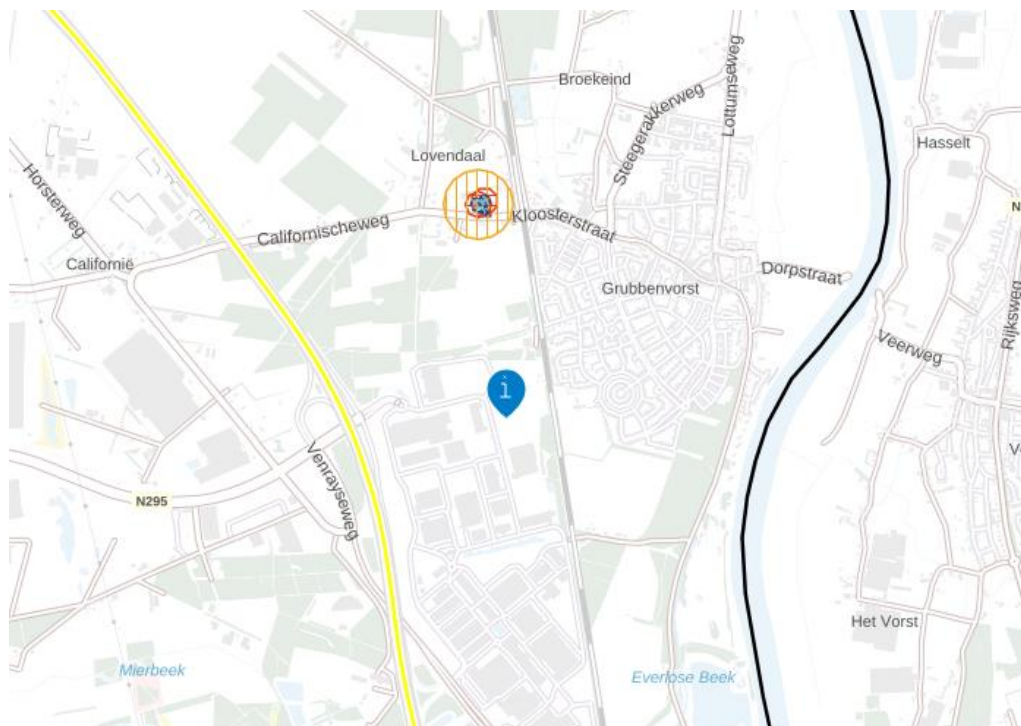 Broekeind
Steegerakkerweg
Lottumseweg
Hasselt
Lovendaal
Horsterweg
N
Californischeweg
Kloosterstraat
Californië
Dorpstraat
Grubbenvorst
Rijksweg
Veerweg
i
Venrayseweg
V
N295
Het Vorst
Mierbeek
Everlose Beek